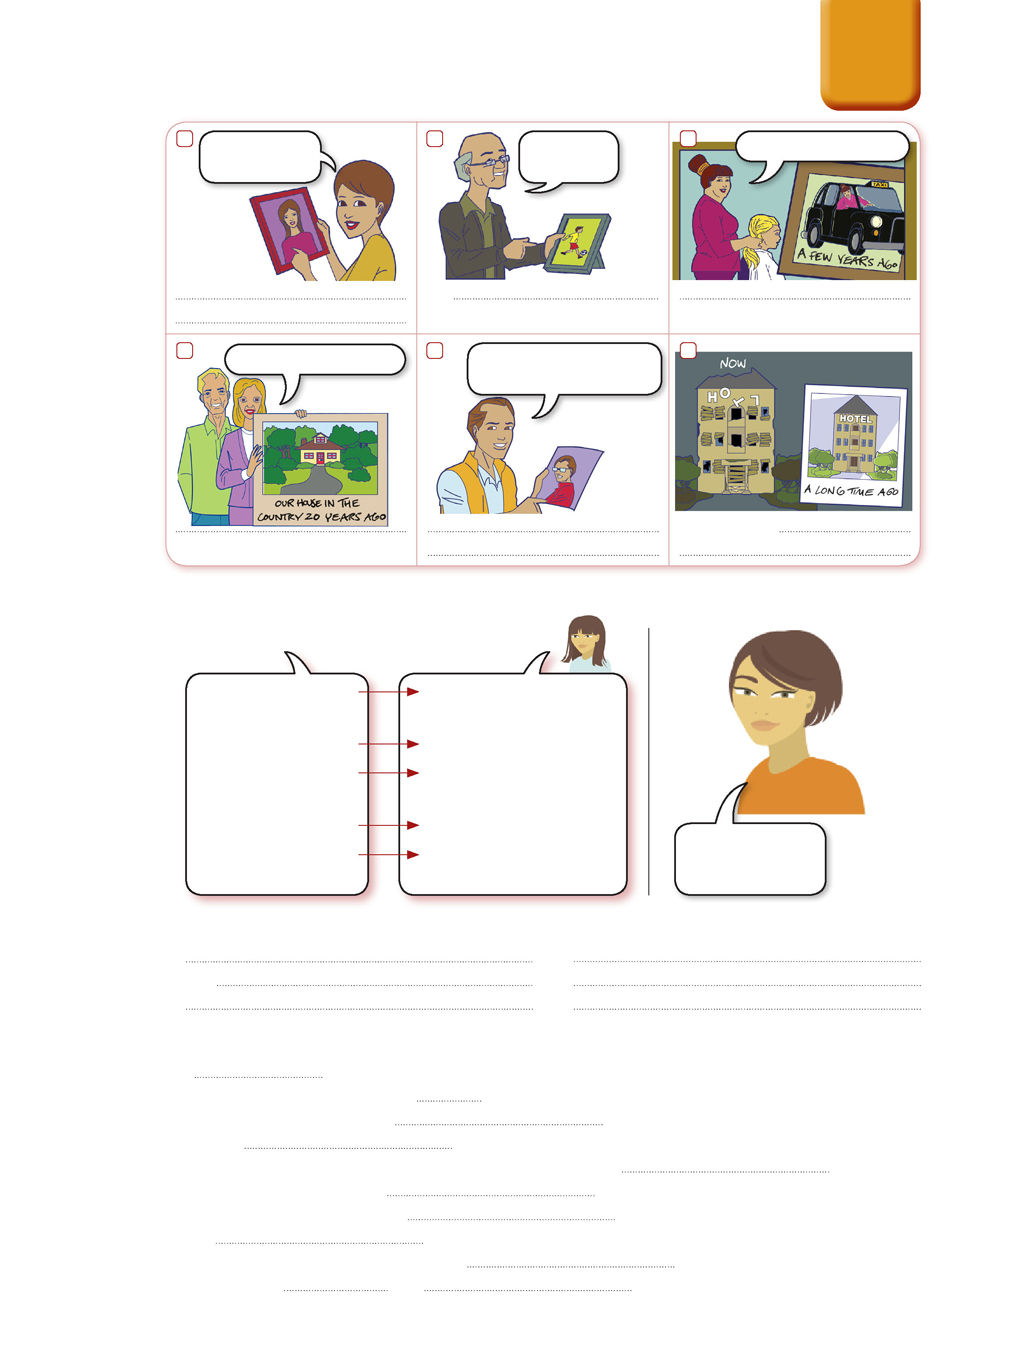 TAXI
A FEW YEARS AGO
OUR HOUSE IN THE
COUNTRY 20 YEARS AGO
NOW
HOTEL
HOTEL
A LONG TIME AGO